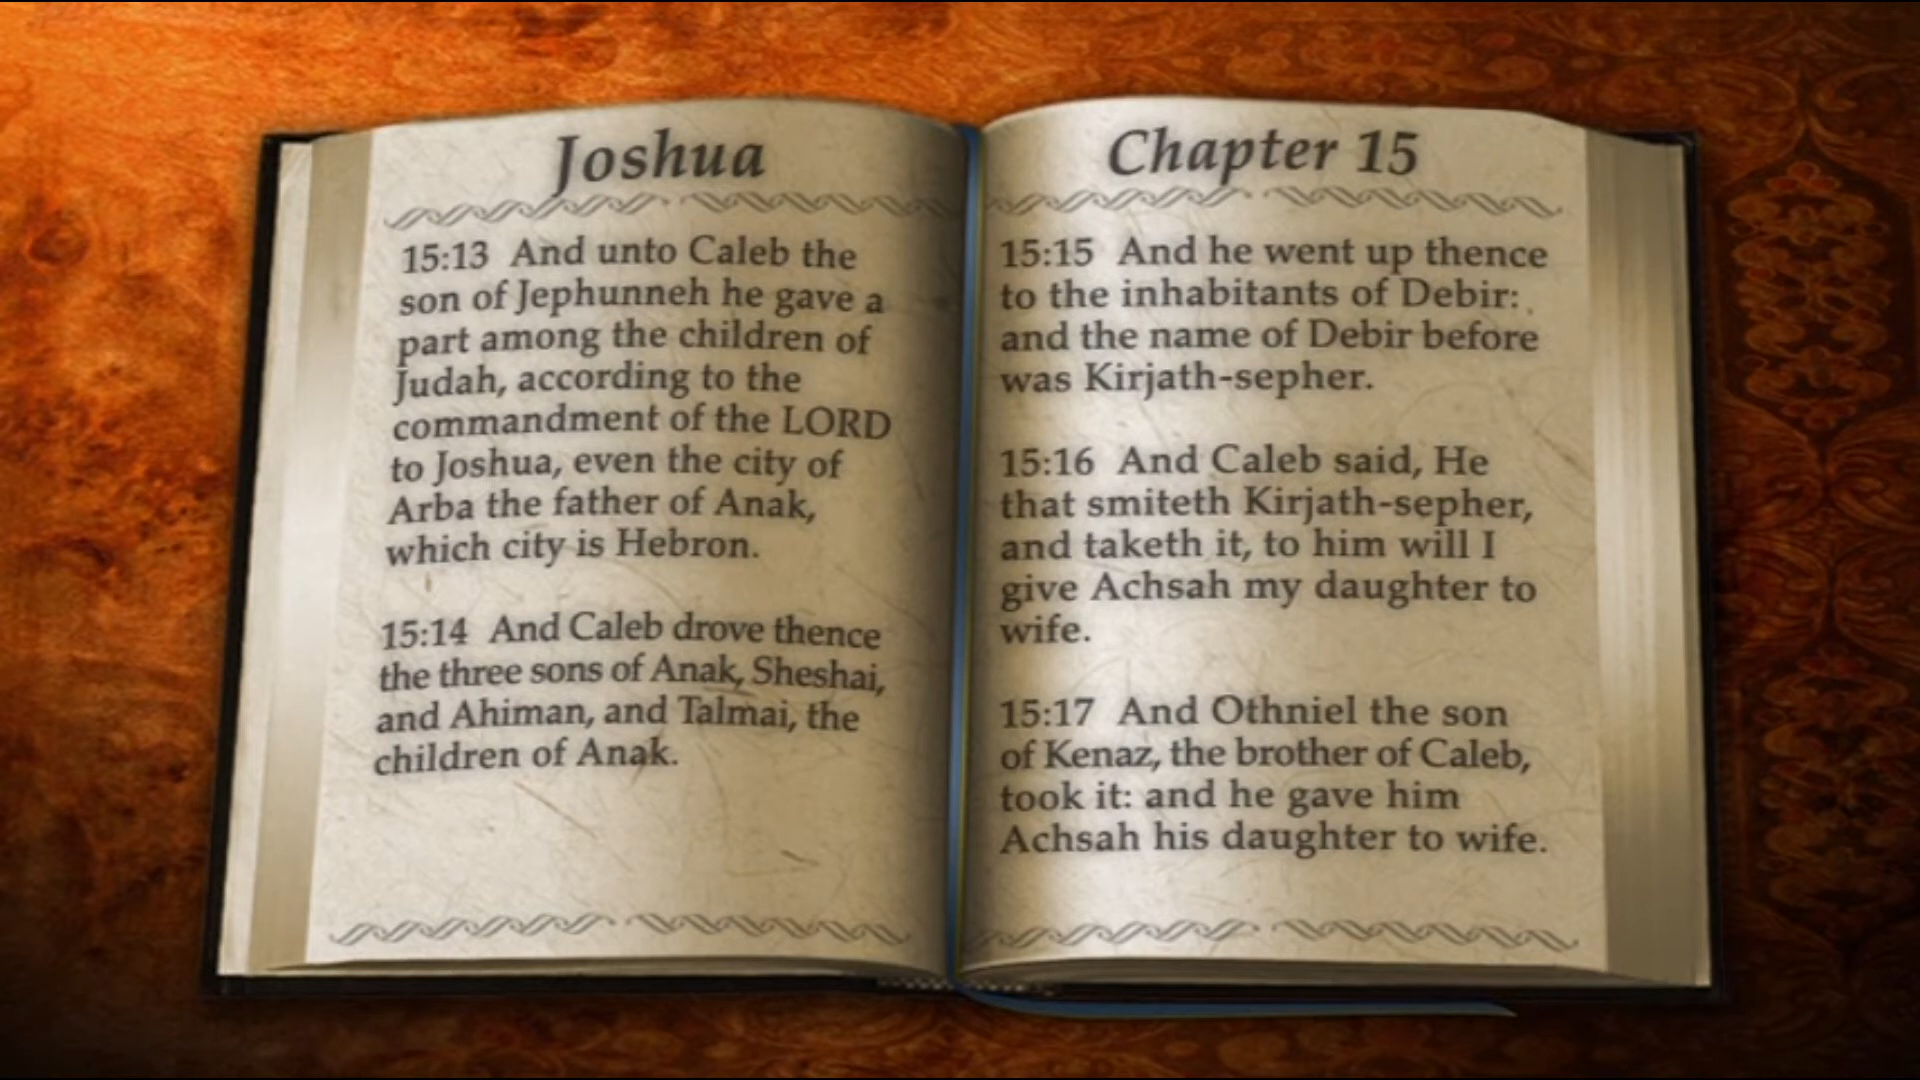 Joshua
15:13 And unto Caleb the
son of Jephunneh he gave a
part among the children of
Judah, according to the
commandment of the LORD
to Joshua, even the city of
Arba the father of Anak,
which city is Hebron.
15:14 And Caleb drove thence
the three sons of Anak, Sheshai,
and Ahiman, and Talmai, the
children of Anak.
Chapter 15
15:15 And he went up thence
to the inhabitants of Debir:
and the name of Debir before
was Kirjath-sepher.
15:16 And Caleb said, He
that smiteth Kirjath-sepher,
and taketh it, to him will I
give Achsah my daughter to
wife.
15:17 And Othniel the son
of Kenaz, the brother of Caleb,
took it: and he gave him
Achsah his daughter to wife.